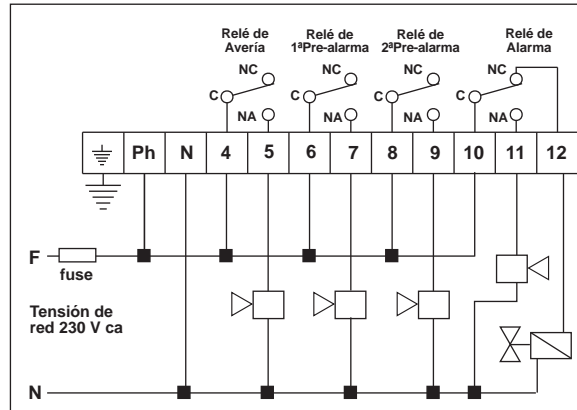 Relé de Avería
Relé de 1ªPre-alarma
Relé de 2ªPre-alarma
Relé de Alarma
NC NC NC NC
C C C C
NA NA NA NA
Ph N 4 5 6 7 8 9 10 11 12
F
fuse
Tensión de
red 230 V ca
N